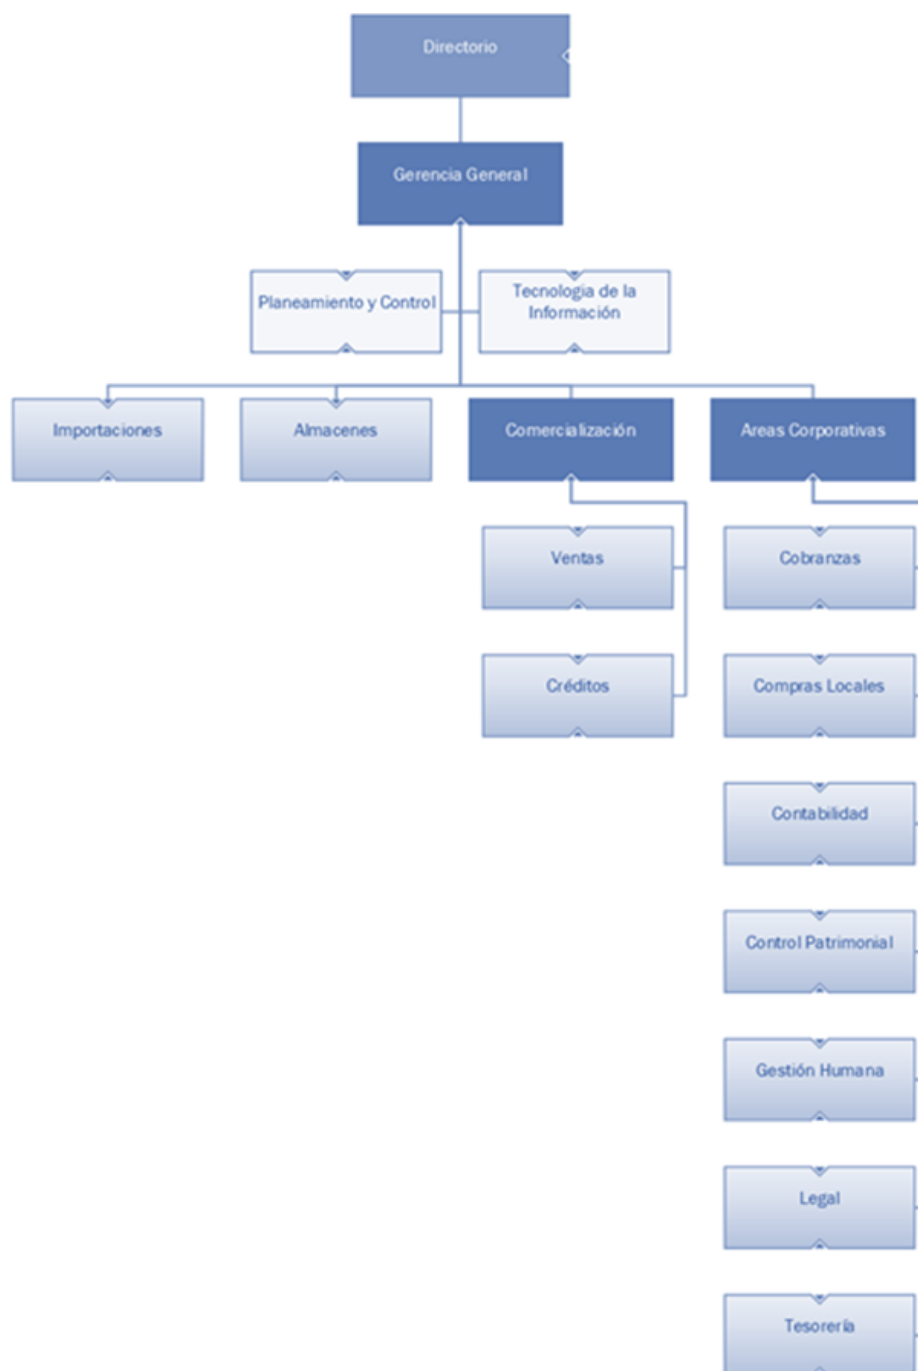 Directorio
Gerencia General
Planeamiento y Control
Tecnologia de la
Información
Importaciones
Almacenes
Comercialización
Areas Corporativas
Ventas
Cobranzas
Créditos
Compras Locales
Contabilidad
Control Patrimonial
Gestión Humana
Legal
Tesorería